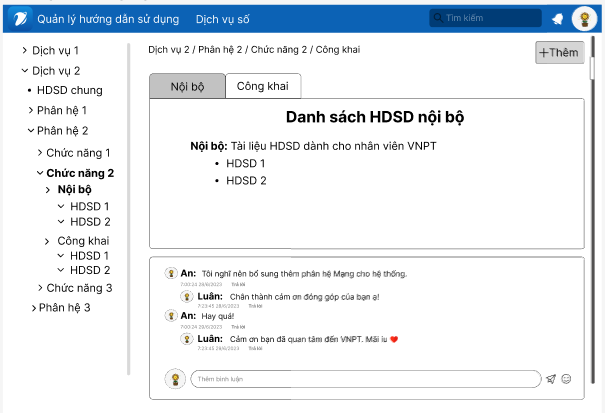 Quản lý hướng dẫn sử dụng Dịch vụ số Tìm kiếm
Dịch vụ 1
Dịch vụ 2
HDSD chung
Phân hệ 1
Phân hệ 2
Chức năng 1
Chức năng 2
Nội bộ
HDSD 1
HDSD 2
Công khai
HDSD 1
HDSD 2
Chức năng 3
Phân hệ 3
Dịch vụ 2 / Phân hệ 2 / Chức năng 2 / Công khai
+Thêm
Nội bộ Công khai
Danh sách HDSD nội bộ
Nội bộ: Tài liệu HDSD dành cho nhân viên VNPT
• HDSD 1
• HDSD 2
An: Tôi nghĩ nên bổ sung thêm phân hệ Mạng cho hệ thống.
7:00:23 28/6/2023 Trả lời
Luân: Chân thành cảm ơn đóng góp của bạn ạ!
7:23:45 28/6/2023 Trả lời
An: Hay quá!
7:00:24 29/6/2023 Trả lời
Luân: Cảm ơn bạn đã quan tâm đến VNPT. Mãi iu ❤️
7:23:45 28/6/2023 Trả lời
Thêm bình luận